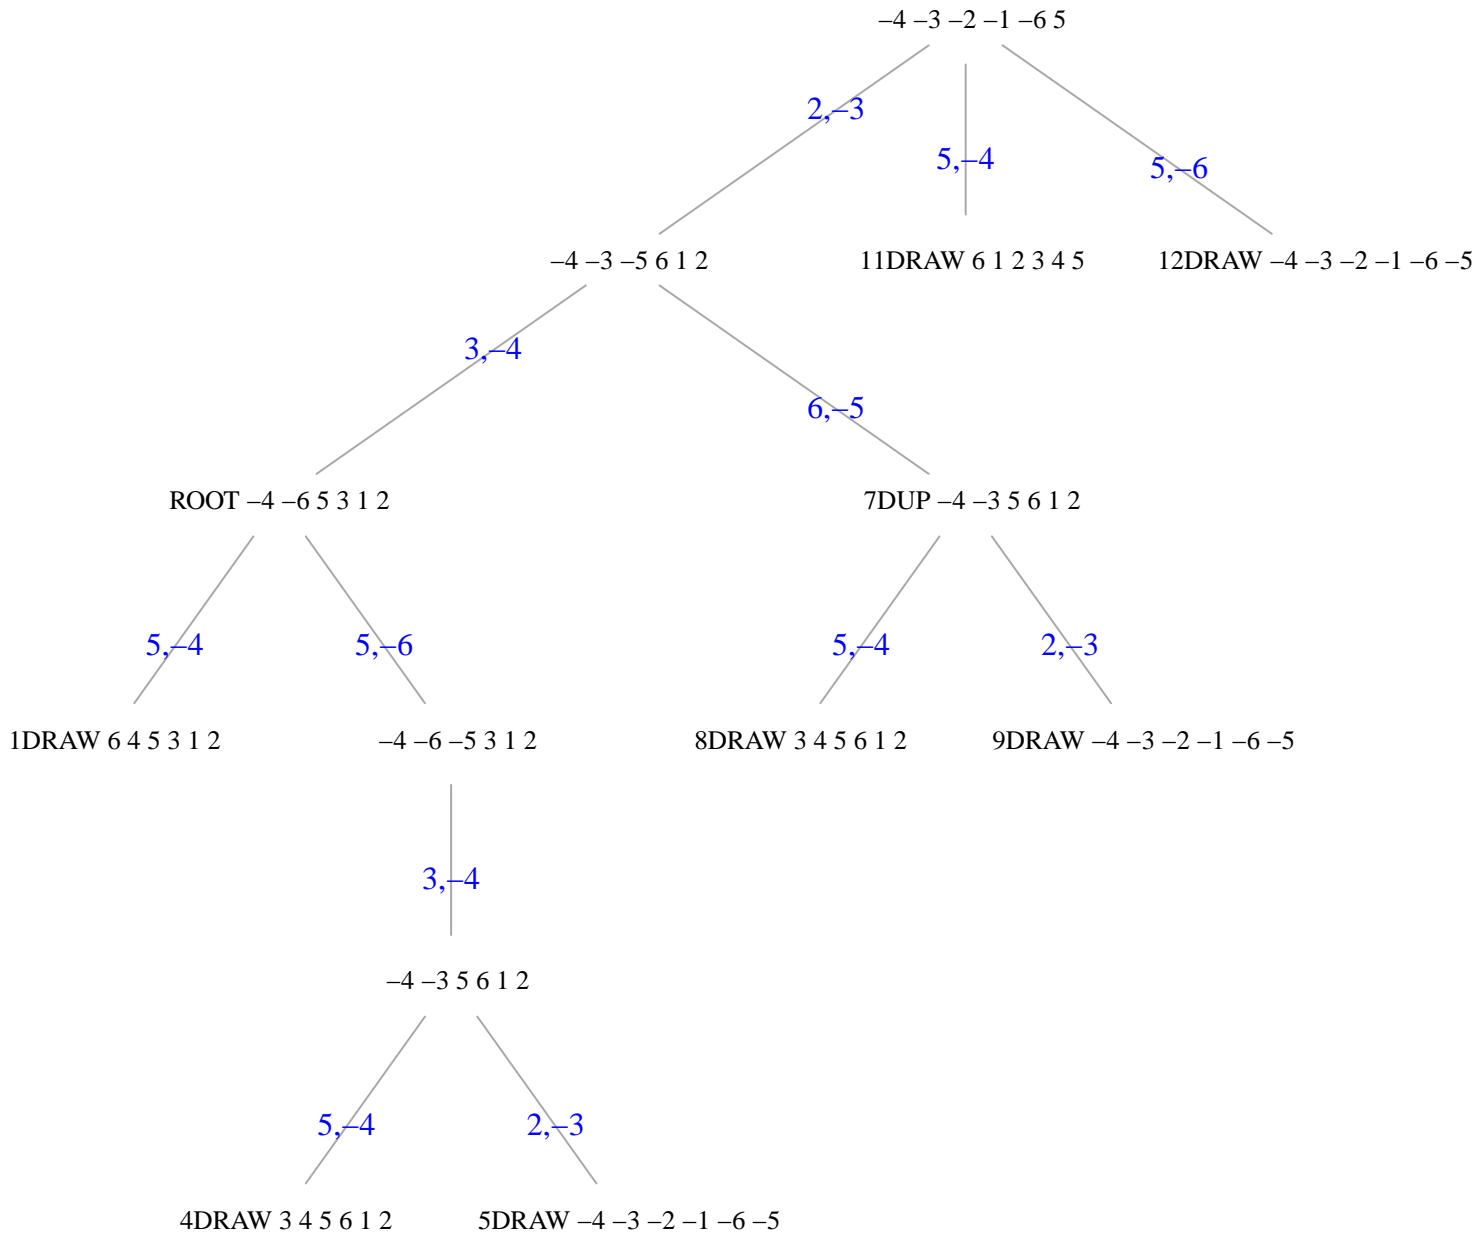 –4 –3 –2 –1 –6 5
2,–3
5,–4
5,–6
–4 –3 –5 6 1 2
11DRAW 6 1 2 3 4 5
12DRAW –4 –3 –2 –1 –6 –5
3,–4
6,–5
ROOT –4 –6 5 3 1 2
7DUP –4 –3 5 6 1 2
5,–4
5,–6
5,–4
2,–3
1DRAW 6 4 5 3 1 2
–4 –6 –5 3 1 2
8DRAW 3 4 5 6 1 2
9DRAW –4 –3 –2 –1 –6 –5
3,–4
–4 –3 5 6 1 2
5,–4
2,–3
4DRAW 3 4 5 6 1 2
5DRAW –4 –3 –2 –1 –6 –5